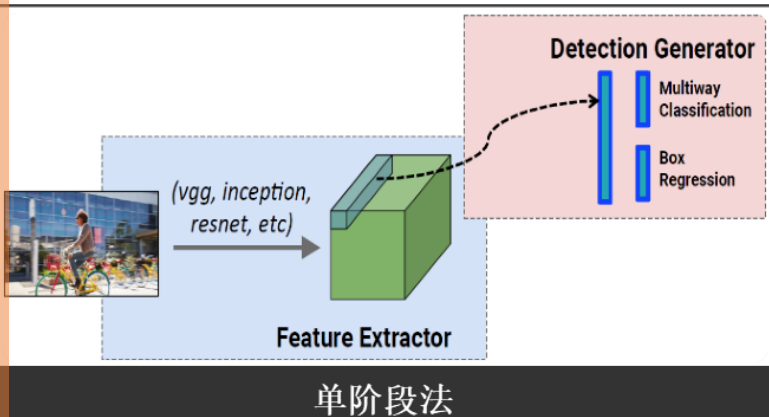 Detection Generator
Multiway
Classification
Box
Regression
(vgg, inception,
resnet, etc)
Feature Extractor
单阶段法